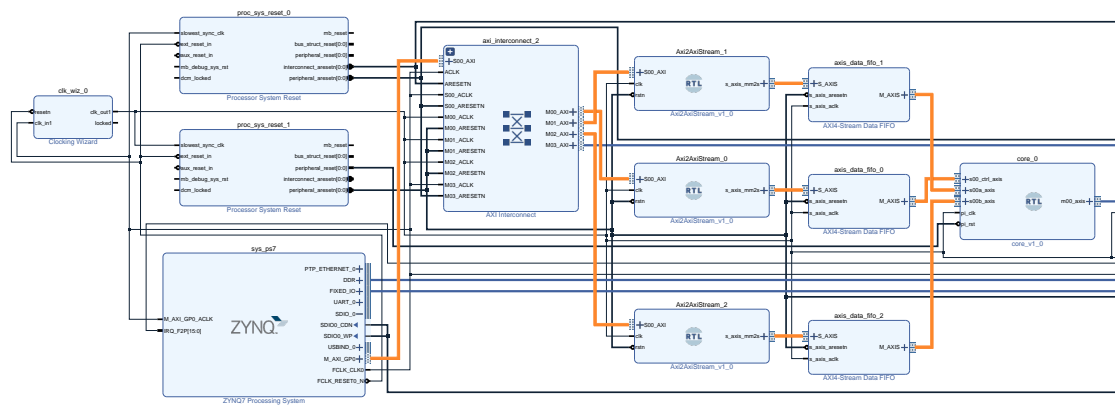 proc_sys_reset_0
slowest_sync_clk
mb_reset
ext_reset_in
bus_struct_reset[0:0]
aux_reset_in
peripheral_reset[0:0]
mb_debug_sys_rst
interconnect_aresetn[0:0]
dcm_locked
peripheral_aresetn[0:0]
Processor System Reset
clk_wiz_0
resetn
clk_out1
clk_in1
locked
Clocking Wizard
proc_sys_reset_1
slowest_sync_clk
mb_reset
ext_reset_in
bus_struct_reset[0:0]
aux_reset_in
peripheral_reset[0:0]
mb_debug_sys_rst
interconnect_aresetn[0:0]
dcm_locked
peripheral_aresetn[0:0]
Processor System Reset
sys_ps7
PTP_ETHERNET_0
DDR
FIXED_IO
UART_0
SDIO_0
M_AXI_GP0_ACLK
SDIO0_CDN
IRQ_F2P[15:0]
SDIO0_WP
USBIND_0
M_AXI_GP0
FCLK_CLK0
FCLK_RESET0_N
ZYNQ
ZYNQ7 Processing System
axi_interconnect_2
S00_AXI
ACLK
ARESETN
S00_ACLK
S00_ARESETN
M00_ACLK
M00_ARESETN
M01_ACLK
M01_ARESETN
M02_ACLK
M02_ARESETN
M03_ACLK
M03_ARESETN
M00_AXI
M01_AXI
M02_AXI
M03_AXI
AXI Interconnect
Axi2AxiStream_1
S00_AXI
clk
rstn
RTL
s_axis_mm2s
Axi2AxiStream_v1_0
axis_data_fifo_1
S_AXIS
s_axis_aresetn
s_axis_aclk
M_AXIS
AXI4-Stream Data FIFO
Axi2AxiStream_0
S00_AXI
clk
rstn
RTL
s_axis_mm2s
Axi2AxiStream_v1_0
axis_data_fifo_0
S_AXIS
s_axis_aresetn
s_axis_aclk
M_AXIS
AXI4-Stream Data FIFO
core_0
s00_ctrl_axis
s00a_axis
s00b_axis
pi_clk
pi_rst
RTL
m00_axis
core_v1_0
Axi2AxiStream_2
S00_AXI
clk
rstn
RTL
s_axis_mm2s
Axi2AxiStream_v1_0
axis_data_fifo_2
S_AXIS
s_axis_aresetn
s_axis_aclk
M_AXIS
AXI4-Stream Data FIFO